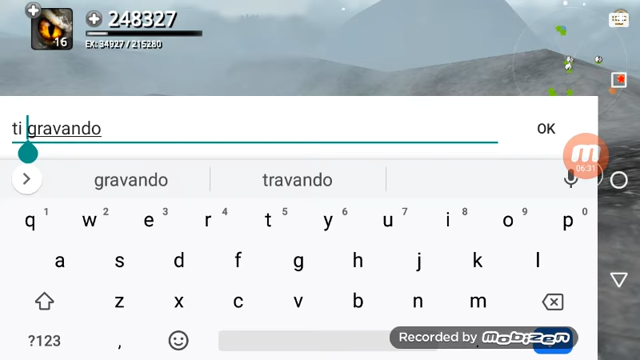 248327
16
EX: 34927 / 215280
ti gravando
OK
06:31
gravando travando
q 1 w 2 e 3 r 4 t 5 y 6 u 7 i 8 o 9 p 0
a s d f g h j k l
z x c v b n m
?123 ,
Recorded by MOBIZEN